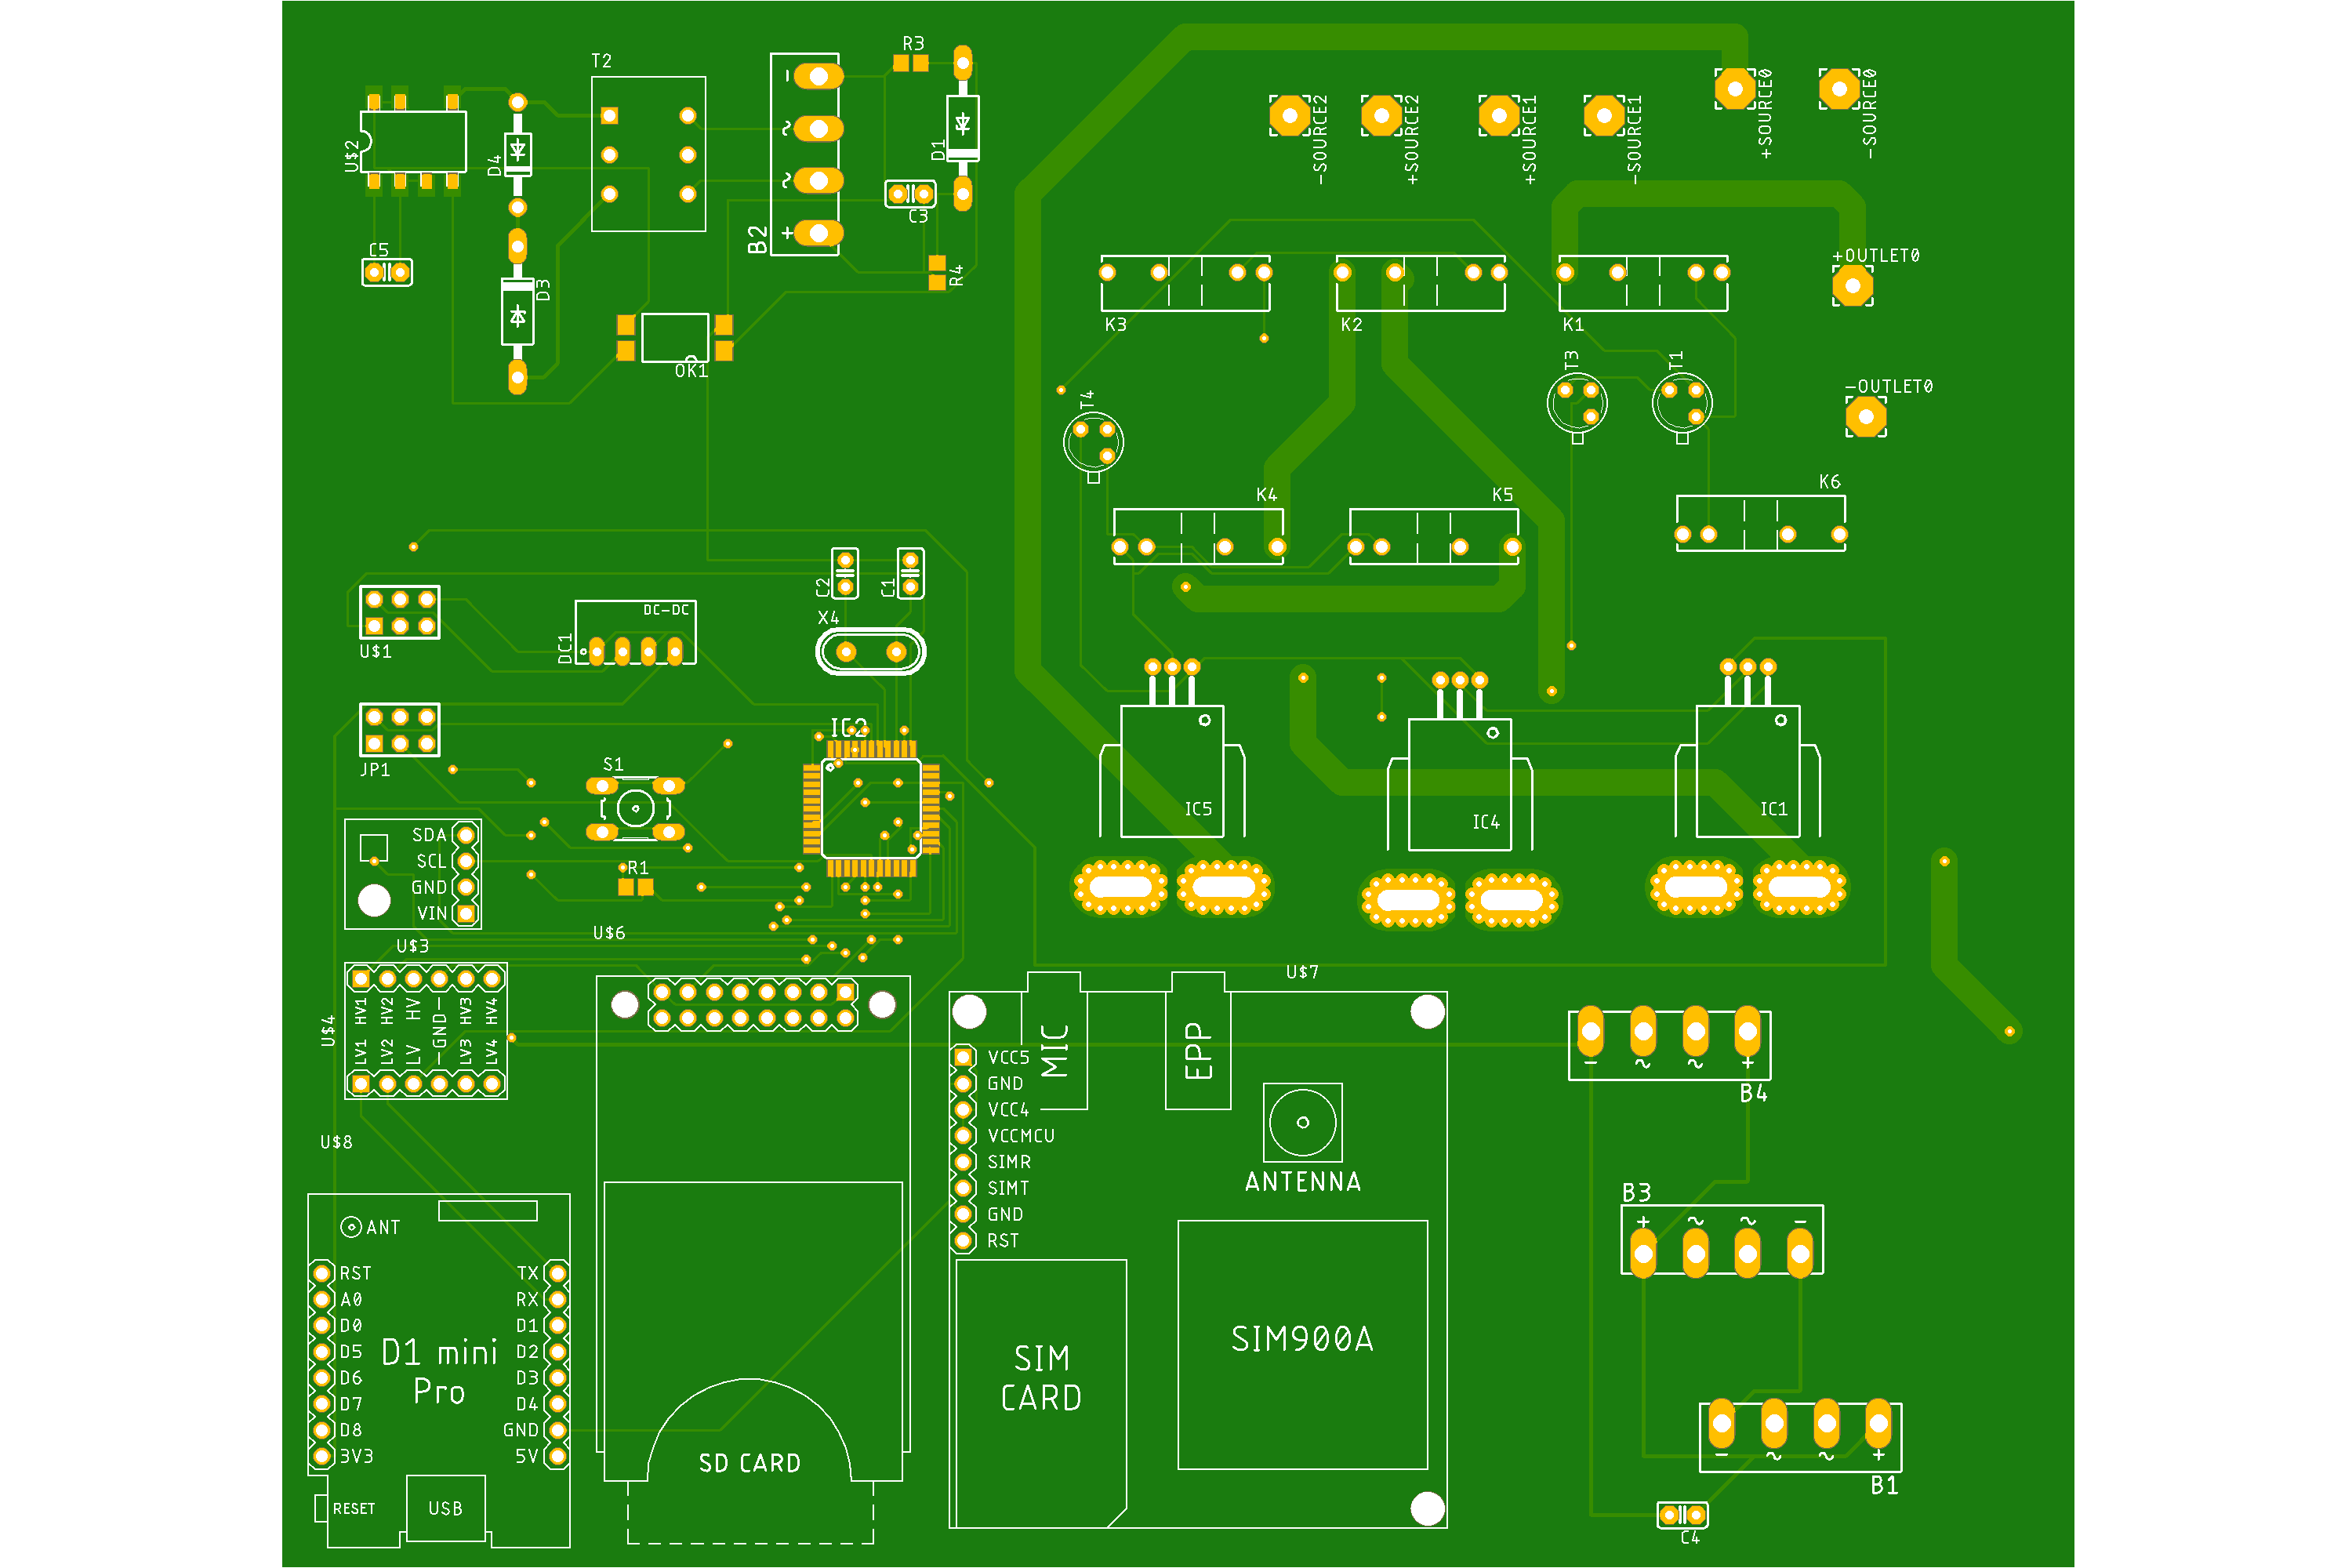 R3
T2
U$2
D4
B2
−
~
~
+
D1
C3
-SOURCE2
+SOURCE2
+SOURCE1
-SOURCE1
+SOURCE0
-SOURCE0
C5
D3
R4
OK1
+OUTLET0
-OUTLET0
K3
K2
K1
T4
T3
T1
K4
K5
K6
U$1
DC1
DC-DC
C2
C1
X4
JP1
S1
IC2
IC5
IC4
IC1
SDA
SCL
GND
VIN
R1
U$3
U$6
U$7
U$4
HV1
HV2
HV
-GND-
HV3
HV4
LV1
LV2
LV
LV3
LV4
MIC
EPP
VCC5
GND
VCC4
VCCMCU
SIMR
SIMT
GND
RST
ANTENNA
− ~ ~ +
B4
U$8
B3
+ ~ ~ −
ANT
RST
A0
D0
D5
D6
D7
D8
3V3
TX
RX
D1
D2
D3
D4
GND
5V
D1 mini
Pro
RESET
USB
SD CARD
SIM
CARD
SIM900A
− ~ ~ +
B1
C4